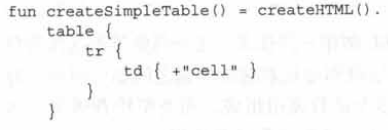 fun createSimpleTable() = createHTML().
    table {
        tr {
            td { +"cell" }
        }
    }